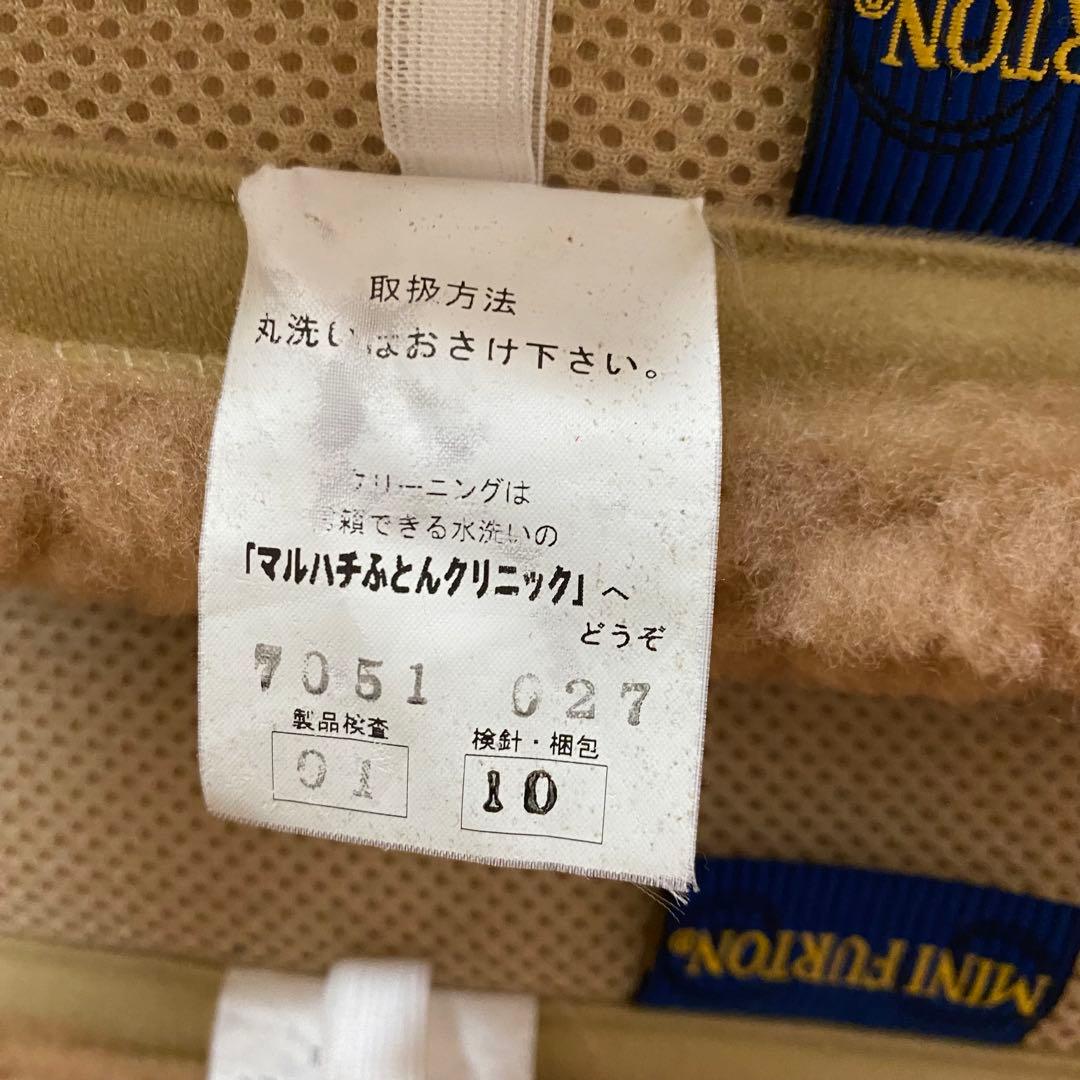 RTON®
取扱方法
丸洗いはおさけ下さい。
クリーニングは
信頼できる水洗いの
「マルハチふとんクリニック」へ
どうぞ
7051 027
製品検査 検針・梱包
01 10
MINI FURTON®